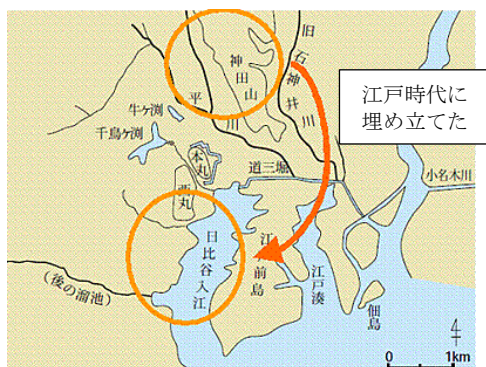 旧石神井川
神田山
平川
牛ヶ渕
千鳥ヶ渕
本丸
西丸
道三堀
小名木川
江戸時代に
埋め立てた
日比谷入江
江前島
江戸湊
佃島
(後の溜池)
0 1km